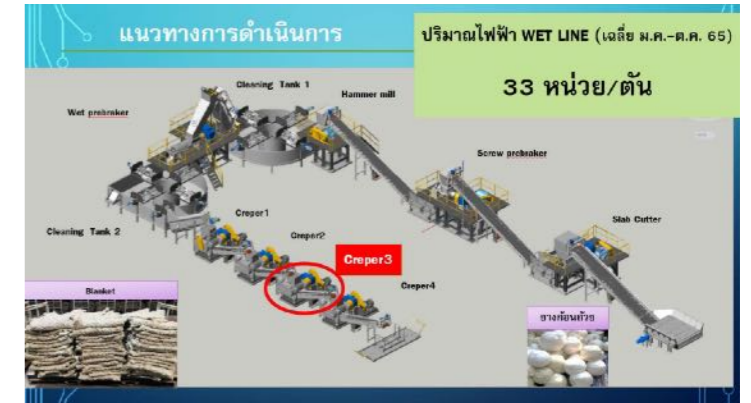 แนวทางการดำเนินการ
ปริมาณไฟฟ้า WET LINE (เฉลี่ย ม.ค.-ต.ค. 65)
33 หน่วย/ตัน
Cleaning Tank 1
Hammer mill
Wet prebraker
Screw prebraker
Slab Cutter
Creper1
Cleaning Tank 2
Creper2
Creper3
Creper4
Blanket
ยางก้อนถ้วย